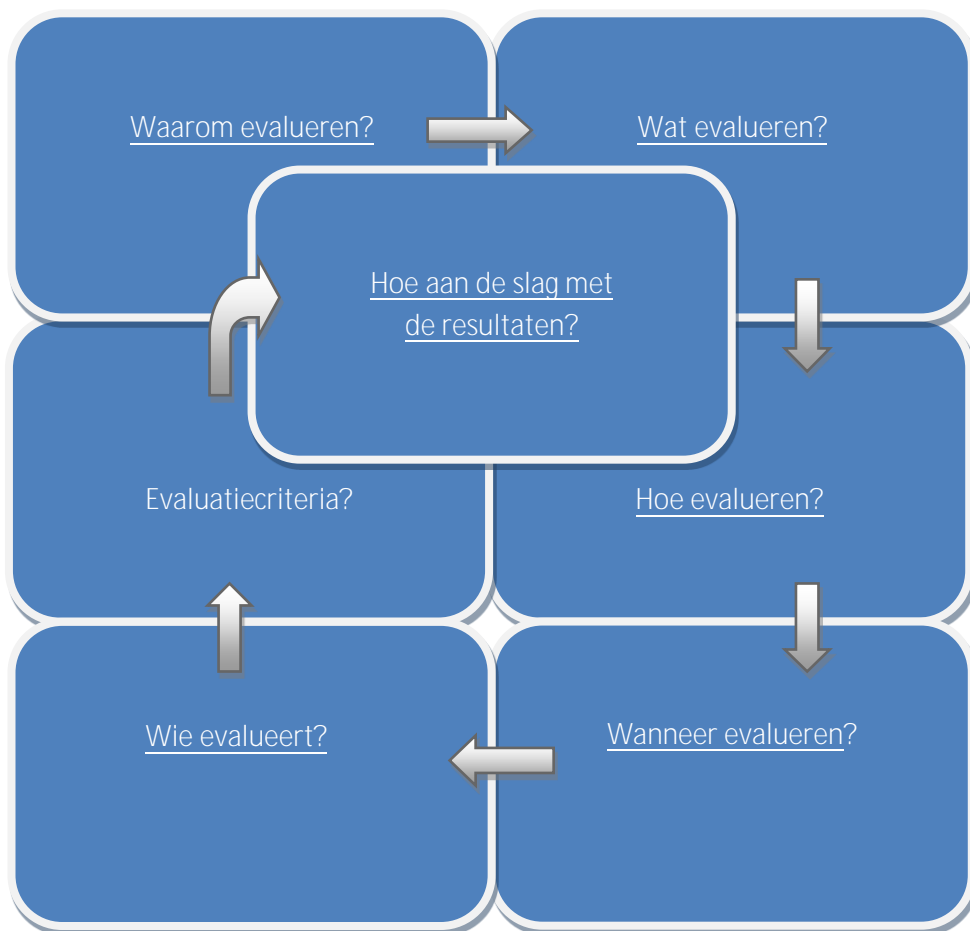 Waarom evalueren?
Wat evalueren?
Hoe aan de slag met
de resultaten?
Evaluatiecriteria?
Hoe evalueren?
Wie evalueert?
Wanneer evalueren?